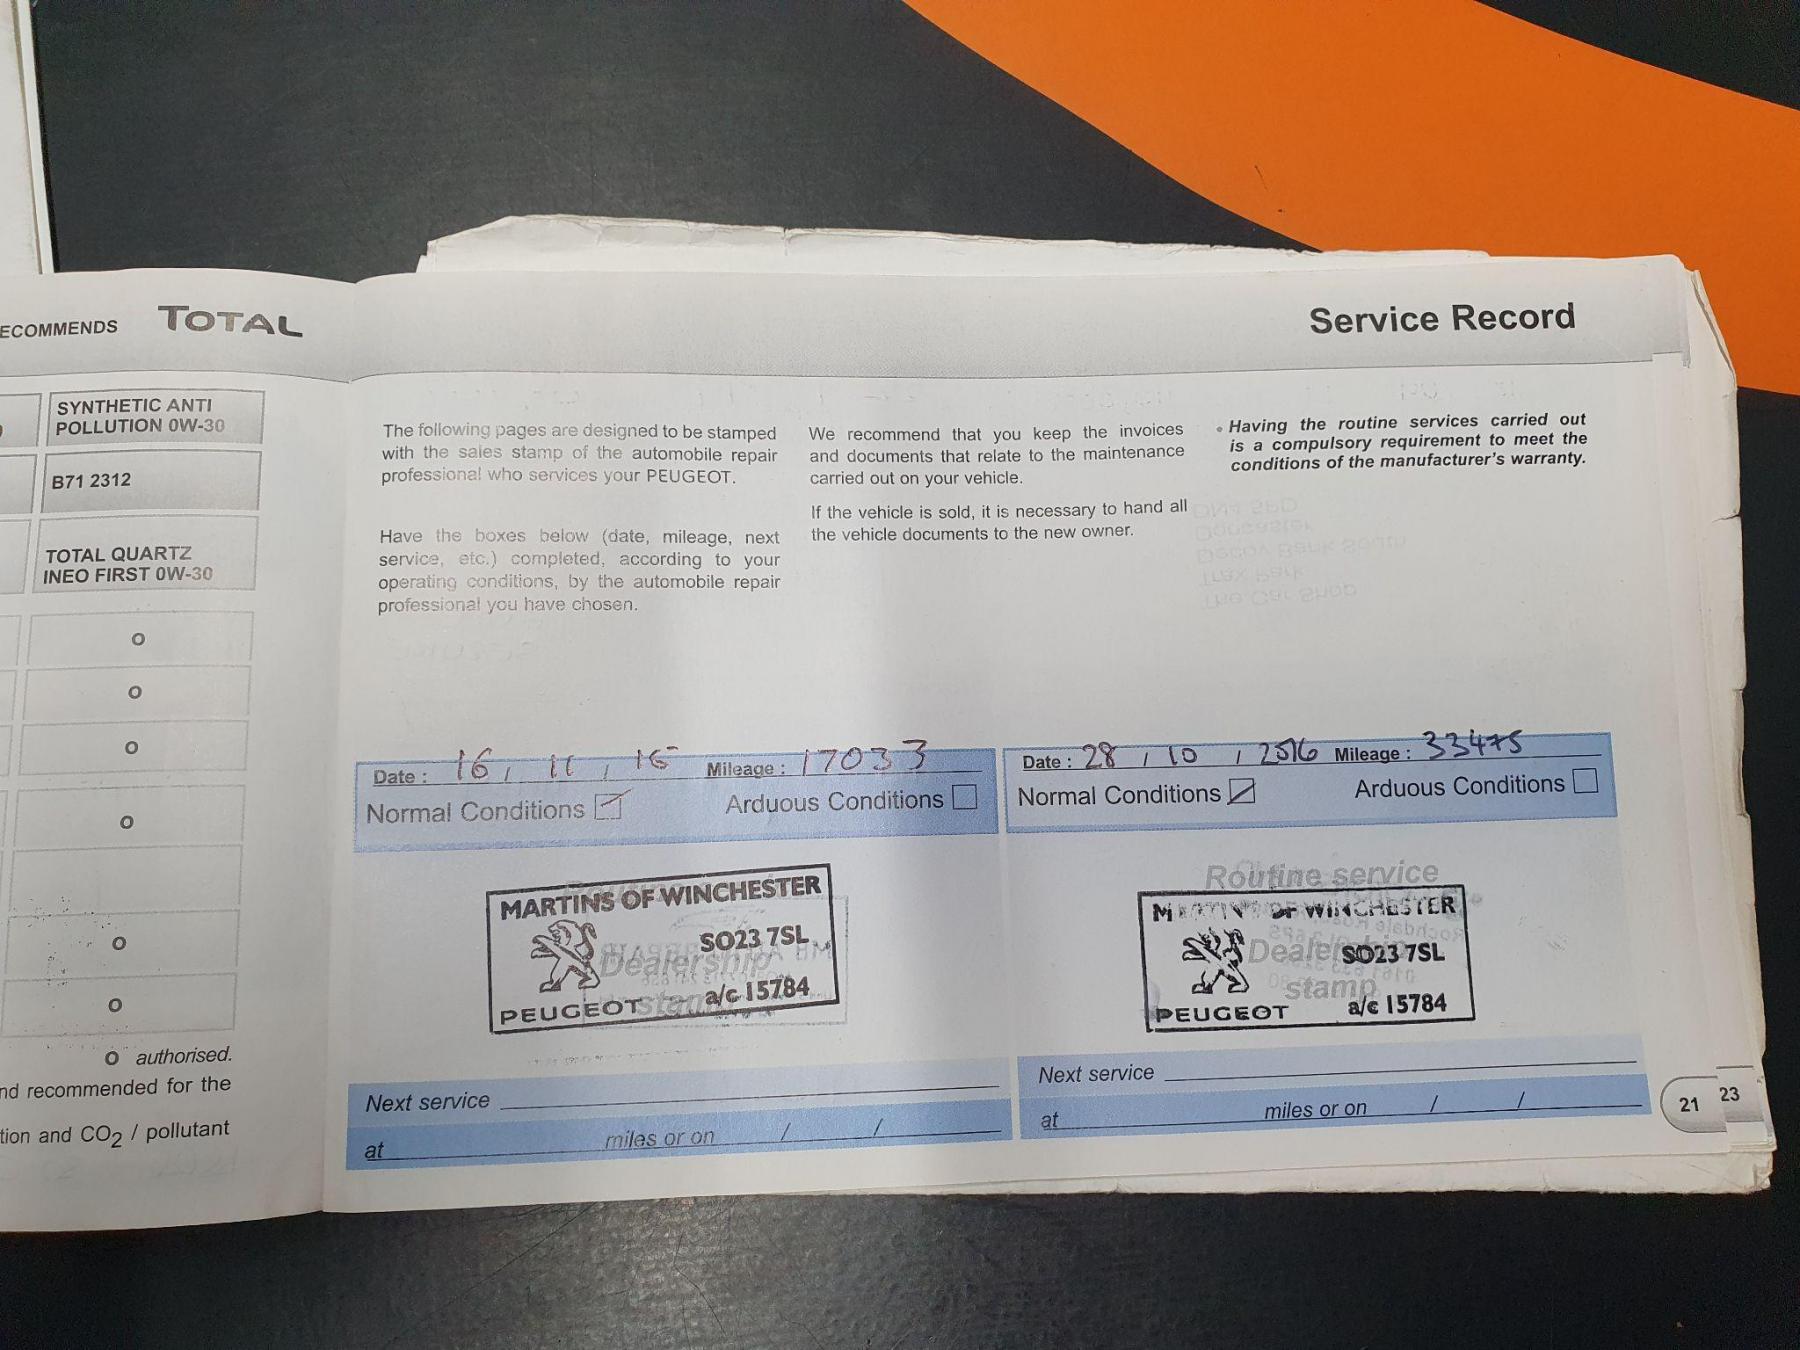 ECOMMENDS TOTAL
SYNTHETIC ANTI
POLLUTION 0W-30
B71 2312
TOTAL QUARTZ
INEO FIRST 0W-30
O
O
O
O
O
O
O authorised.
nd recommended for the
tion and CO2 / pollutant
Service Record
The following pages are designed to be stamped
with the sales stamp of the automobile repair
professional who services your PEUGEOT.
Have the boxes below (date, mileage, next
service, etc.) completed, according to your
operating conditions, by the automobile repair
professional you have chosen.
We recommend that you keep the invoices
and documents that relate to the maintenance
carried out on your vehicle.
If the vehicle is sold, it is necessary to hand all
the vehicle documents to the new owner.
• Having the routine services carried out
is a compulsory requirement to meet the
conditions of the manufacturer's warranty.
Date : 16 / 11 / 15 Mileage : 17033
Normal Conditions Arduous Conditions
MARTINS OF WINCHESTER
SO23 7SL
Dealership
stamp
PEUGEOT a/c 15784
Next service
at miles or on / /
Date : 28 / 10 / 2016 Mileage : 33475
Normal Conditions Arduous Conditions
Routine service
MARTINS OF WINCHESTER
Dealership SO23 7SL
stamp
PEUGEOT a/c 15784
Next service
at miles or on / /
21 23